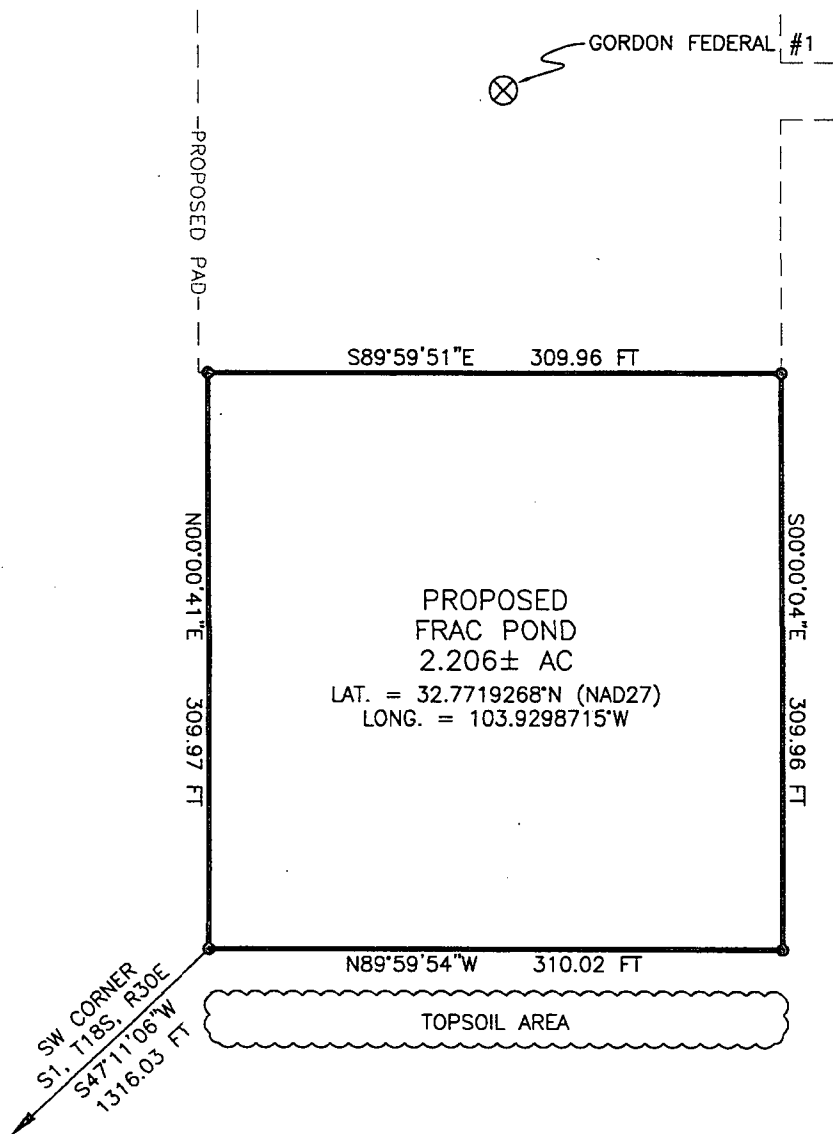 GORDON FEDERAL #1
PROPOSED PAD
S89°59'51"E 309.96 FT
N00°00'41"E 309.97 FT
S00°00'04"E 309.96 FT
PROPOSED
FRAC POND
2.206± AC
LAT. = 32.7719268°N (NAD27)
LONG. = 103.9298715°W
N89°59'54"W 310.02 FT
SW CORNER
S1, T18S, R30E
S47°11'06"W
1316.03 FT
TOPSOIL AREA